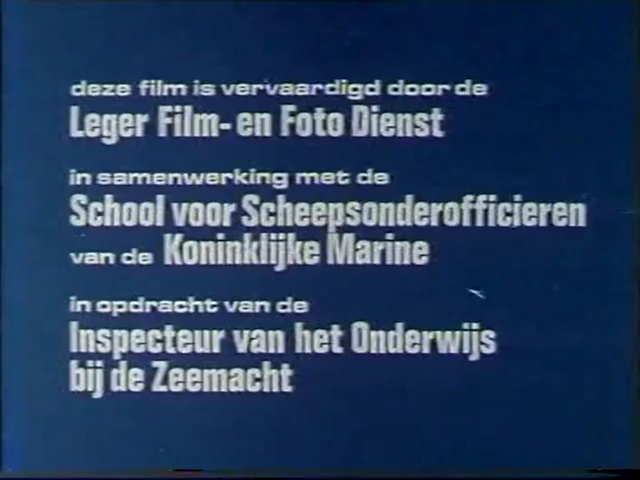 deze film is vervaardigd door de
Leger Film- en Foto Dienst
in samenwerking met de
School voor Scheepsonderofficieren
van de Koninklijke Marine
in opdracht van de
Inspecteur van het Onderwijs
bij de Zeemacht